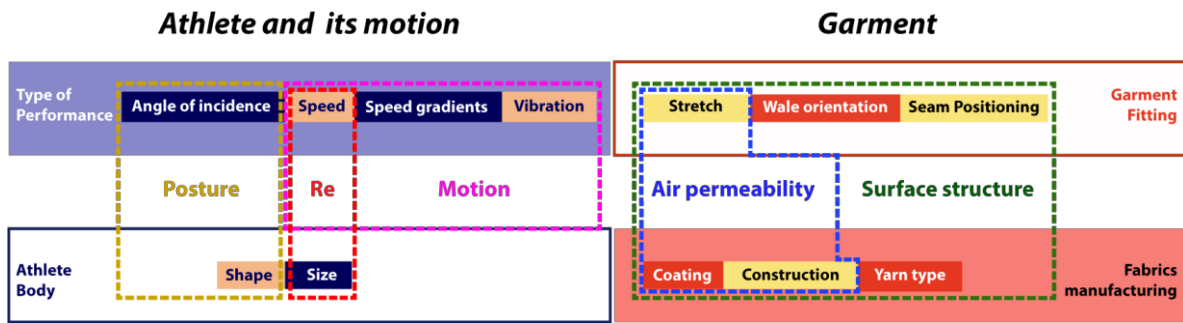 Athlete and its motion
Garment
Type of
Performance
Angle of incidence
Speed
Speed gradients
Vibration
Stretch
Wale orientation
Seam Positioning
Garment
Fitting
Posture
Re
Motion
Air permeability
Surface structure
Athlete
Body
Shape
Size
Coating
Construction
Yarn type
Fabrics
manufacturing